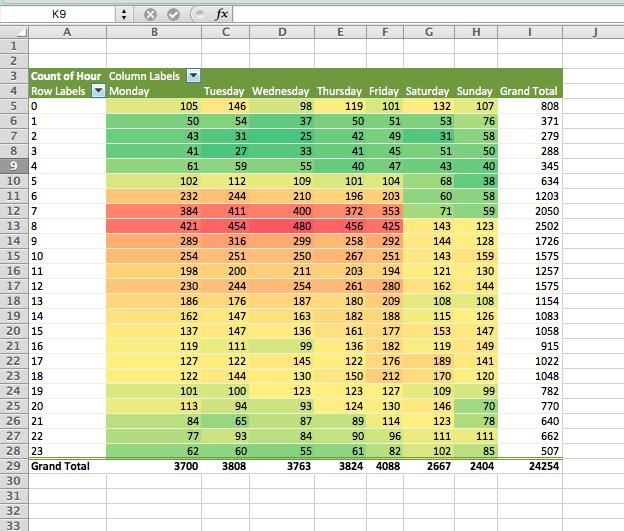 K9 fx
A B C D E F G H I J
1
2
3 Count of Hour Column Labels
4 Row Labels Monday Tuesday Wednesday Thursday Friday Saturday Sunday Grand Total
5 0 105 146 98 119 101 132 107 808
6 1 50 54 37 50 51 53 76 371
7 2 43 31 25 42 49 31 58 279
8 3 41 27 33 41 45 51 50 288
9 4 61 59 55 40 47 43 40 345
10 5 102 112 109 101 104 68 38 634
11 6 232 244 210 196 203 60 58 1203
12 7 384 411 400 372 353 71 59 2050
13 8 421 454 480 456 425 143 123 2502
14 9 289 316 299 258 292 144 128 1726
15 10 254 251 250 267 251 143 159 1575
16 11 198 200 211 203 194 121 130 1257
17 12 230 244 254 261 280 162 144 1575
18 13 186 176 187 180 209 108 108 1154
19 14 162 147 163 182 188 115 126 1083
20 15 137 147 136 161 177 153 147 1058
21 16 119 111 99 136 182 119 149 915
22 17 127 122 145 122 176 189 141 1022
23 18 122 144 130 150 212 170 120 1048
24 19 101 100 123 123 127 109 99 782
25 20 113 94 93 124 130 146 70 770
26 21 84 65 87 89 114 123 78 640
27 22 77 93 84 90 96 111 111 662
28 23 62 60 55 61 82 102 85 507
29 Grand Total 3700 3808 3763 3824 4088 2667 2404 24254
30
31
32
33